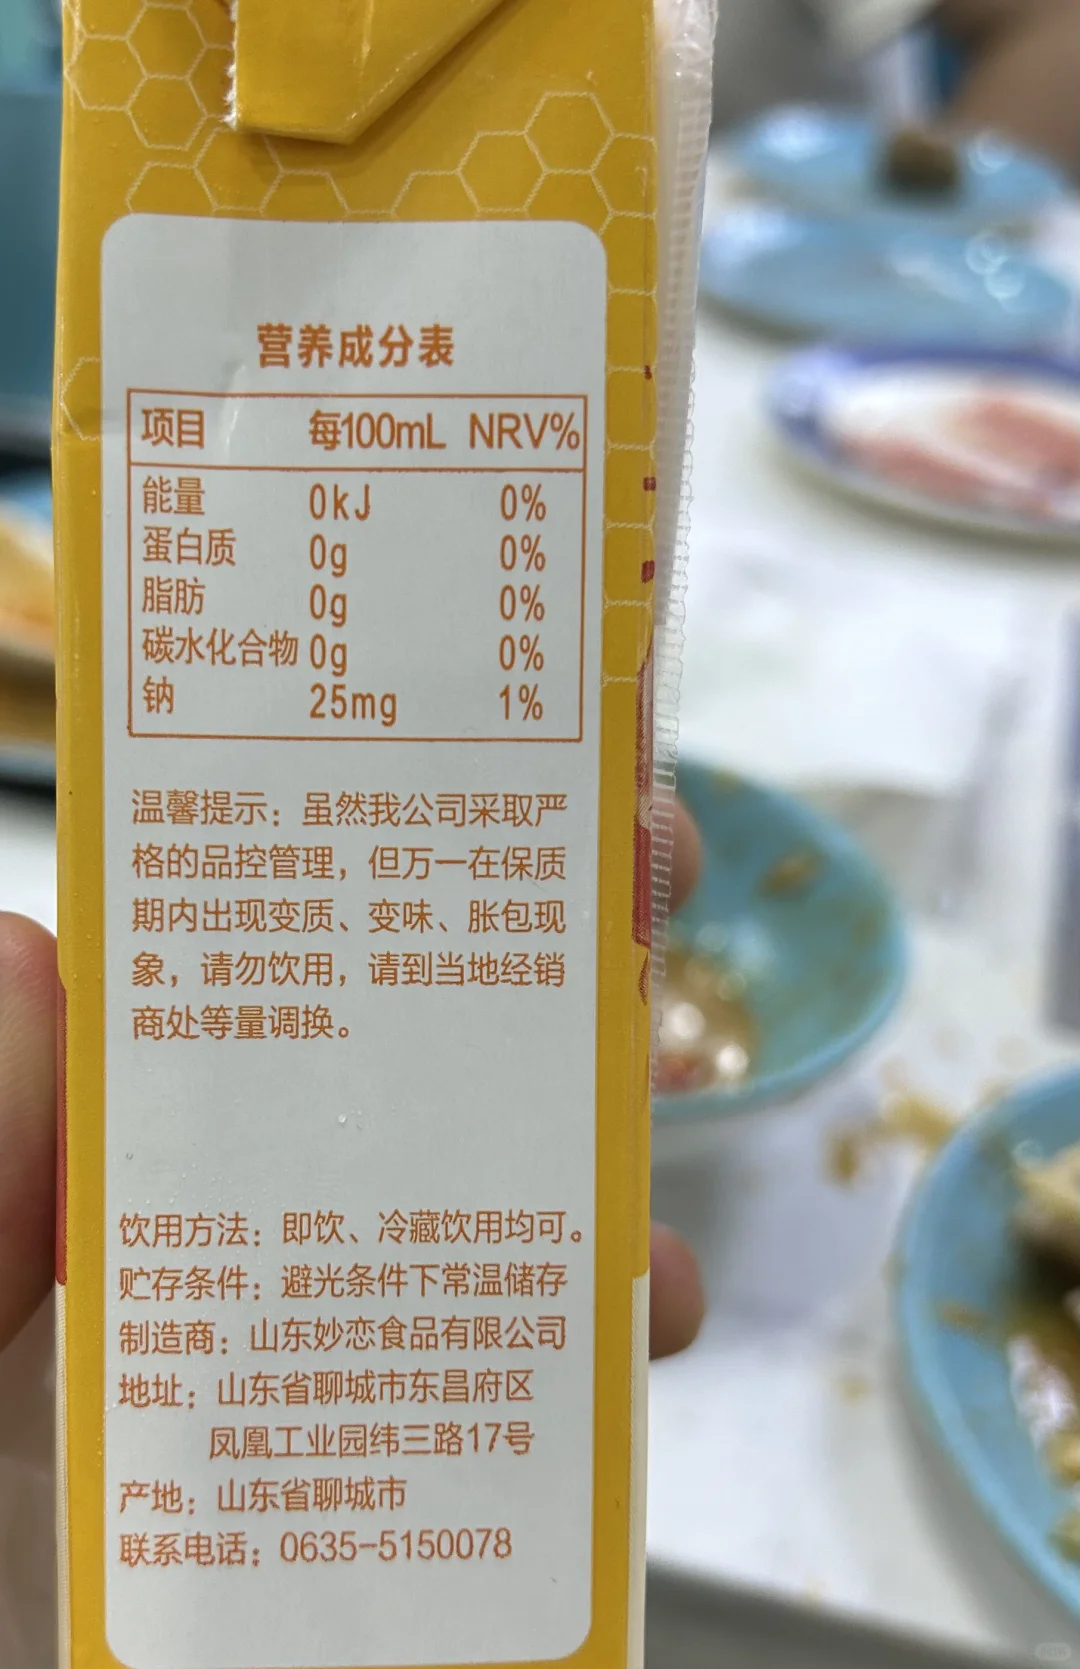 营养成分表
项目 每100mL NRV%
能量 0kJ 0%
蛋白质 0g 0%
脂肪 0g 0%
碳水化合物 0g 0%
钠 25mg 1%
温馨提示：虽然我公司采取严
格的品控管理，但万一在保质
期内出现变质、变味、胀包现
象，请勿饮用，请到当地经销
商处等量调换。
饮用方法：即饮、冷藏饮用均可。
贮存条件：避光条件下常温储存
制造商：山东妙恋食品有限公司
地址：山东省聊城市东昌府区
凤凰工业园纬三路17号
产地：山东省聊城市
联系电话：0635-5150078